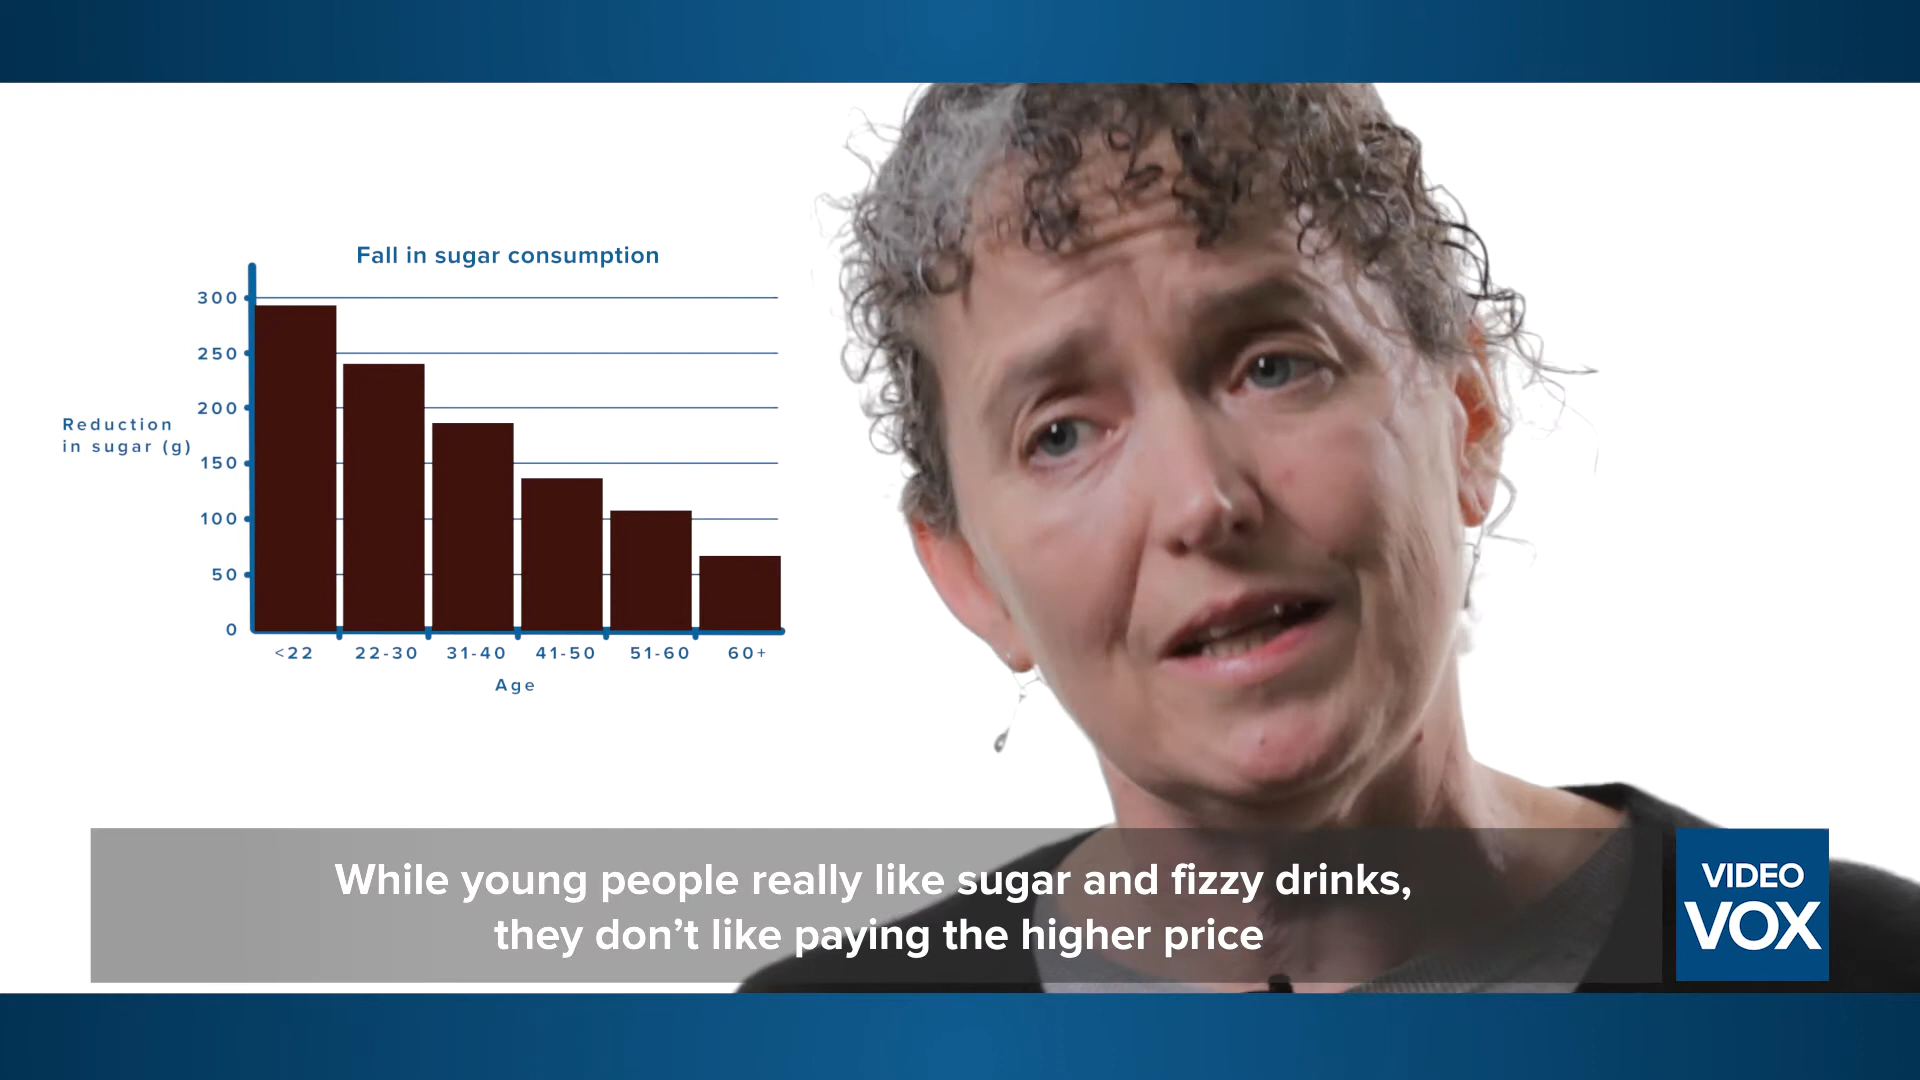 Fall in sugar consumption
Reduction
in sugar (g)
300
250
200
150
100
50
0
<22 22-30 31-40 41-50 51-60 60+
Age
While young people really like sugar and fizzy drinks,
they don’t like paying the higher price
VIDEO
VOX